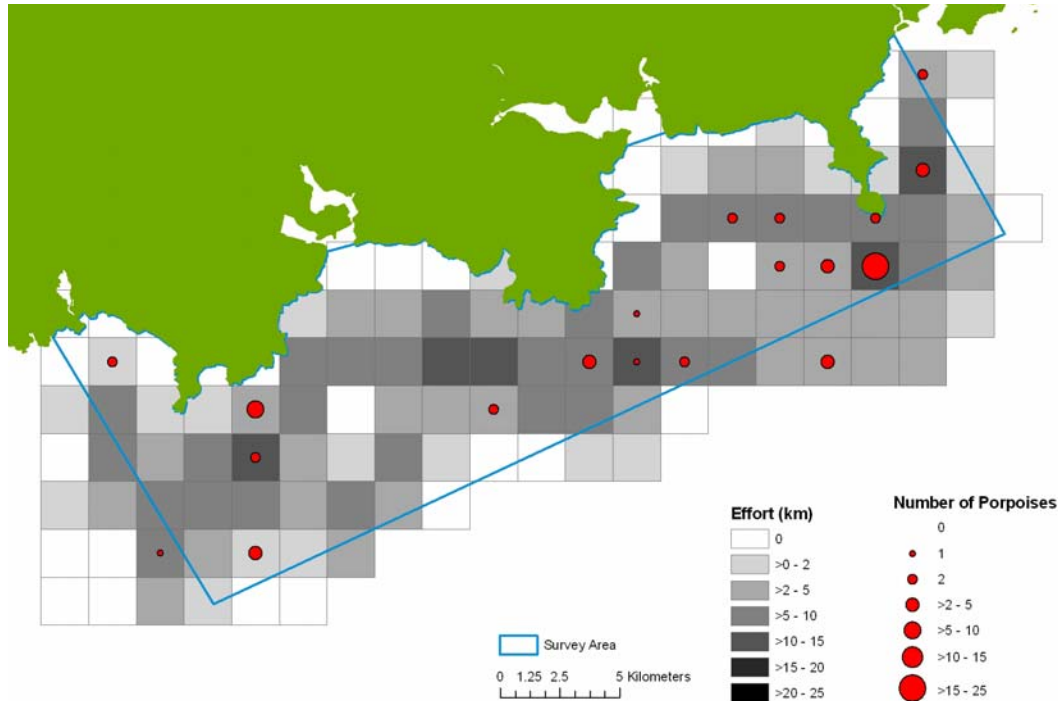 Effort (km)
0
>0 - 2
>2 - 5
>5 - 10
>10 - 15
>15 - 20
>20 - 25
Number of Porpoises
0
1
2
>2 - 5
>5 - 10
>10 - 15
>15 - 25
Survey Area
0 1.25 2.5 5 Kilometers